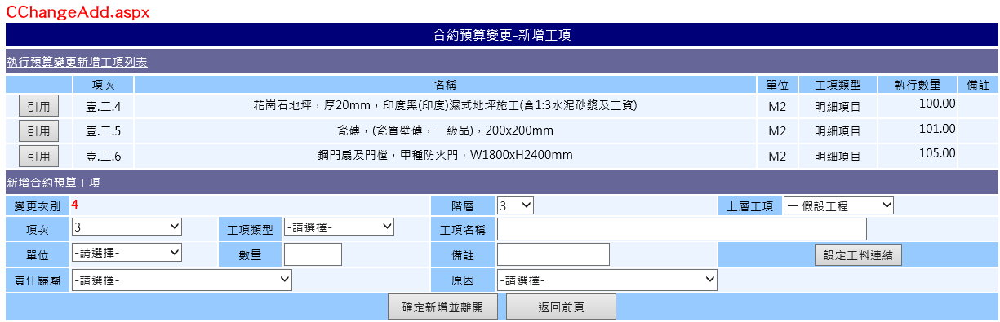 CChangeAdd.aspx
合約預算變更-新增工項
執行預算變更新增工項列表
項次 名稱 單位 工項類型 執行數量 備註
引用 壹.二.4 花崗石地坪，厚20mm，印度黑(印度)濕式地坪施工(含1:3水泥砂漿及工資) M2 明細項目 100.00
引用 壹.二.5 瓷磚，(瓷質壁磚，一級品)，200x200mm M2 明細項目 101.00
引用 壹.二.6 鋼門扇及門檔，甲種防火門，W1800xH2400mm M2 明細項目 105.00
新增合約預算工項
變更次別 4 階層 3 上層工項 一 假設工程
項次 3 工項類型 -請選擇- 工項名稱
單位 -請選擇- 數量 備註 設定工料連結
責任歸屬 -請選擇- 原因 -請選擇-
確定新增並離開 返回前頁